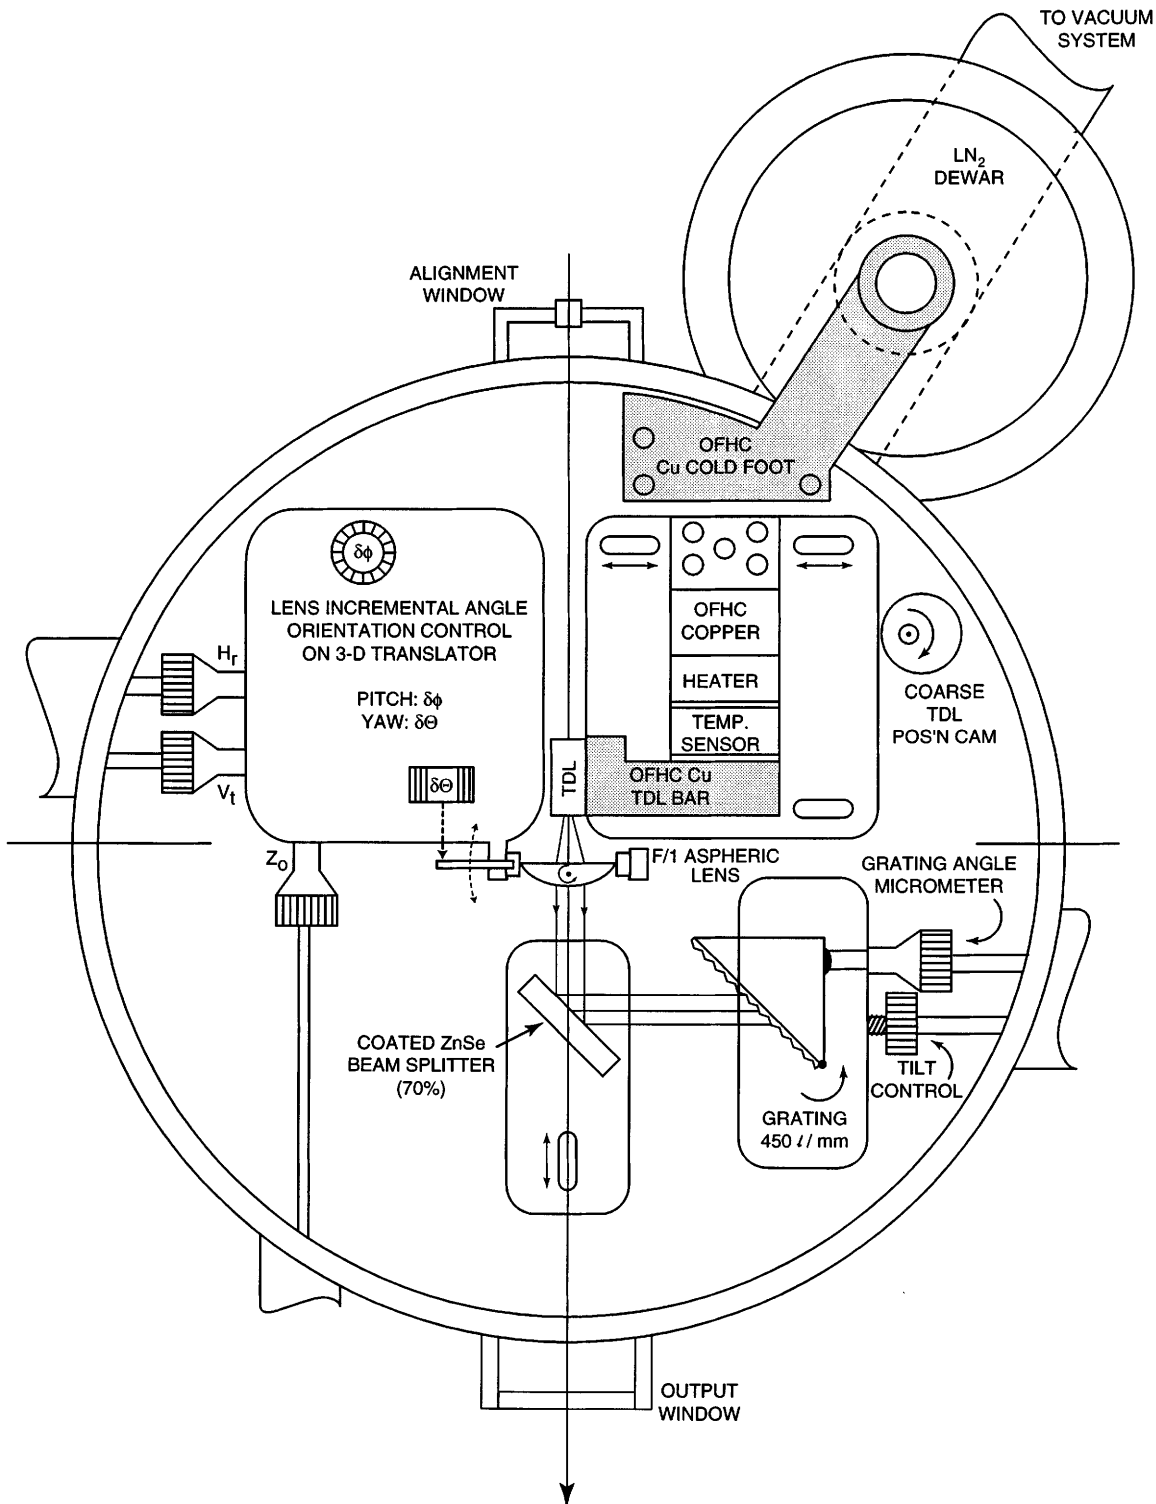 TO VACUUM
SYSTEM
LN₂
DEWAR
ALIGNMENT
WINDOW
OFHC
Cu COLD FOOT
δϕ
LENS INCREMENTAL ANGLE
ORIENTATION CONTROL
ON 3-D TRANSLATOR
PITCH: δϕ
YAW: δΘ
Hᵣ
Vₜ
δΘ
Z₀
OFHC
COPPER
HEATER
TEMP.
SENSOR
OFHC Cu
TDL BAR
TDL
COARSE
TDL
POS'N CAM
F/1 ASPHERIC
LENS
GRATING ANGLE
MICROMETER
COATED ZnSe
BEAM SPLITTER
(70%)
TILT
CONTROL
GRATING
450 ℓ / mm
OUTPUT
WINDOW